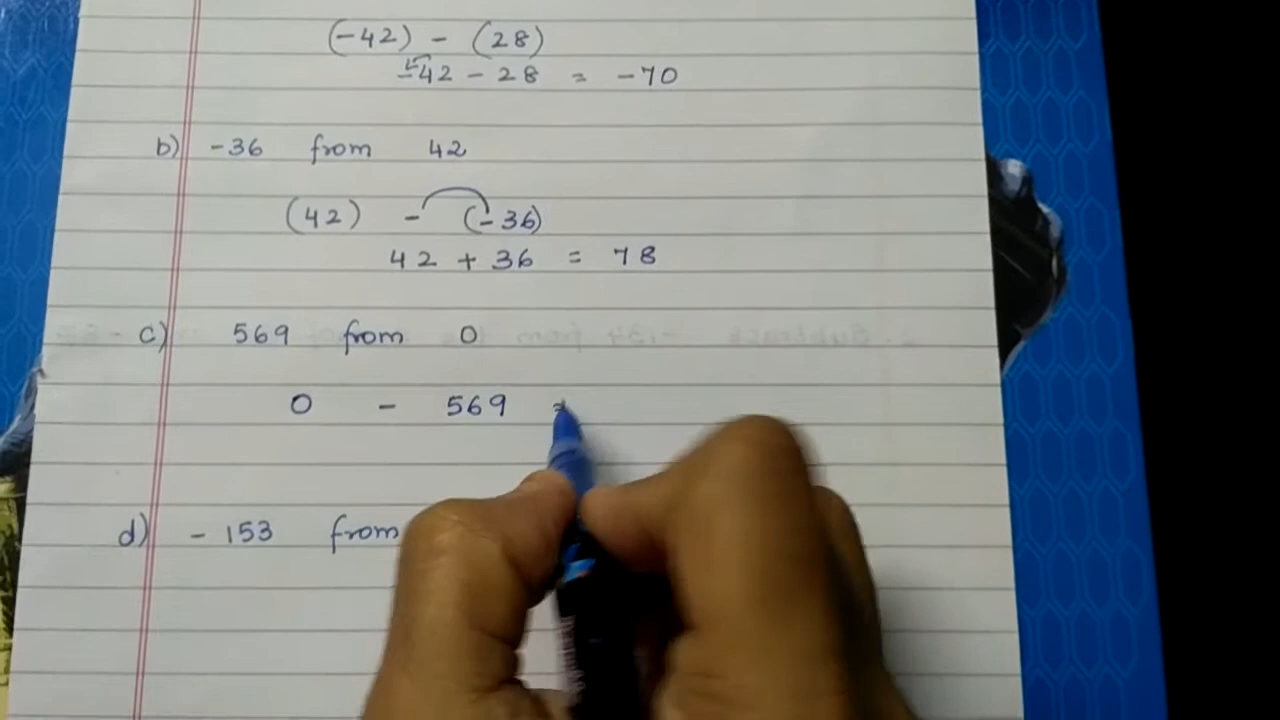 (-42) - (28)
-42 - 28 = -70
b) -36 from 42
(42) - (-36)
42 + 36 = 78
c) 569 from 0
0 - 569 =
d) - 153 from